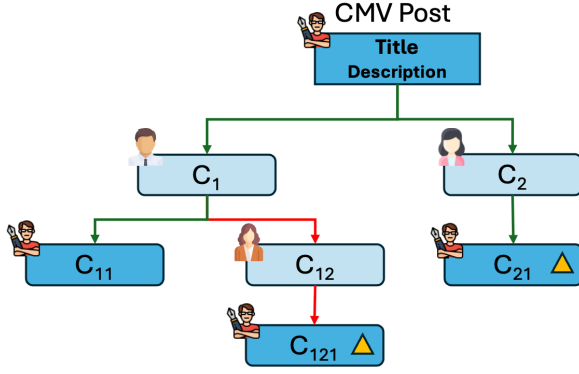 CMV Post
Title
Description
C₁
C₂
C₁₁
C₁₂
C₂₁
C₁₂₁